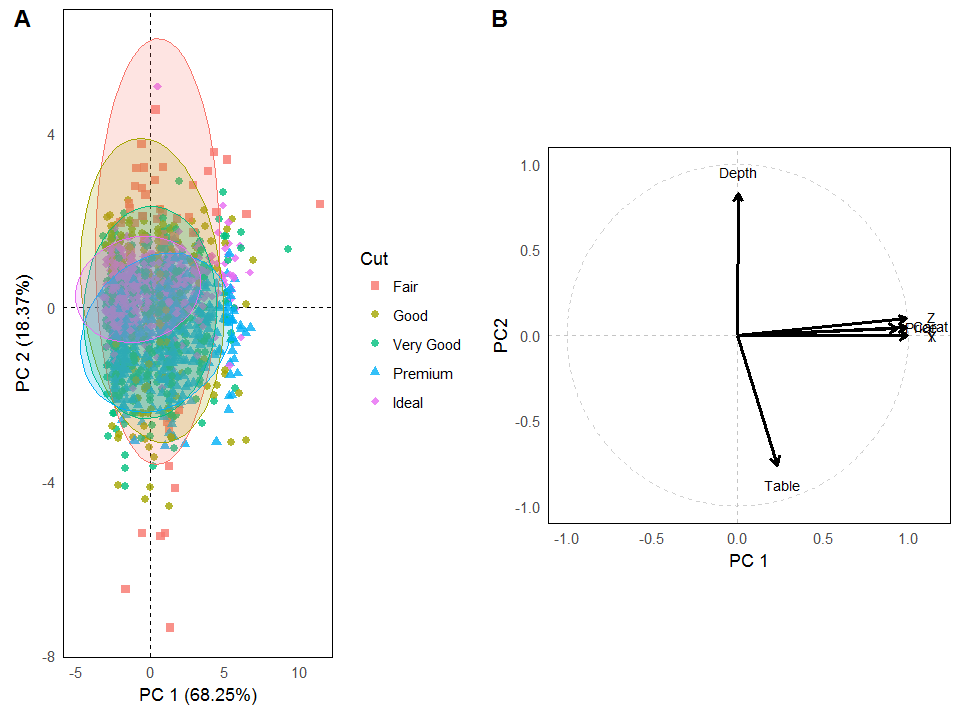 A
4
0
-4
-8
-5 0 5 10
PC 1 (68.25%)
PC 2 (18.37%)
Cut
Fair
Good
Very Good
Premium
Ideal
B
1.0
0.5
0.0
-0.5
-1.0
-1.0 -0.5 0.0 0.5 1.0
PC 1
PC2
Depth
Z
Carat
Table